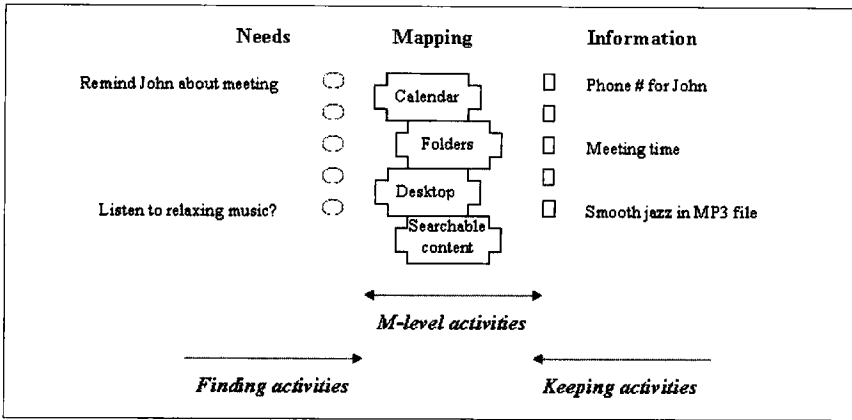 Needs Mapping Information
Remind John about meeting Calendar Phone # for John
Folders Meeting time
Desktop
Listen to relaxing music? Smooth jazz in MP3 file
Searchable
content
M-level activities
Finding activities Keeping activities